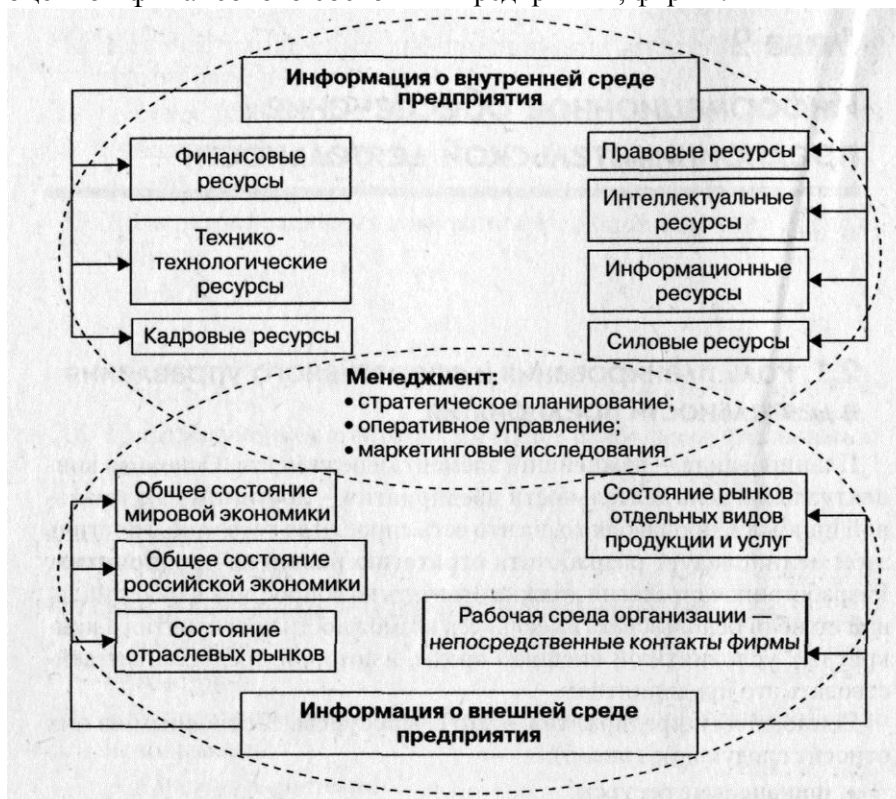 Информация о внутренней среде
предприятия
Финансовые
ресурсы
Технико-
технологические
ресурсы
Кадровые ресурсы
Правовые ресурсы
Интеллектуальные
ресурсы
Информационные
ресурсы
Силовые ресурсы
Менеджмент:
• стратегическое планирование;
• оперативное управление;
• маркетинговые исследования
Общее состояние
мировой экономики
Общее состояние
российской экономики
Состояние
отраслевых рынков
Состояние рынков
отдельных видов
продукции и услуг
Рабочая среда организации —
непосредственные контакты фирмы
Информация о внешней среде
предприятия